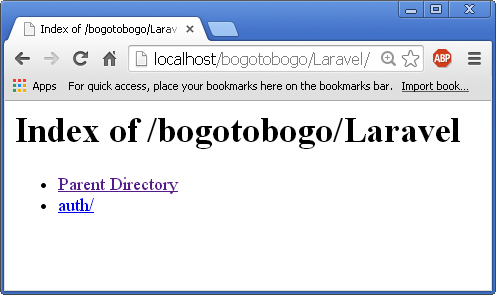 Index of /bogotobogo/Larav
localhost/bogotobogo/Laravel/
ABP
Apps For quick access, place your bookmarks here on the bookmarks bar. Import book...
Index of /bogotobogo/Laravel
Parent Directory
auth/